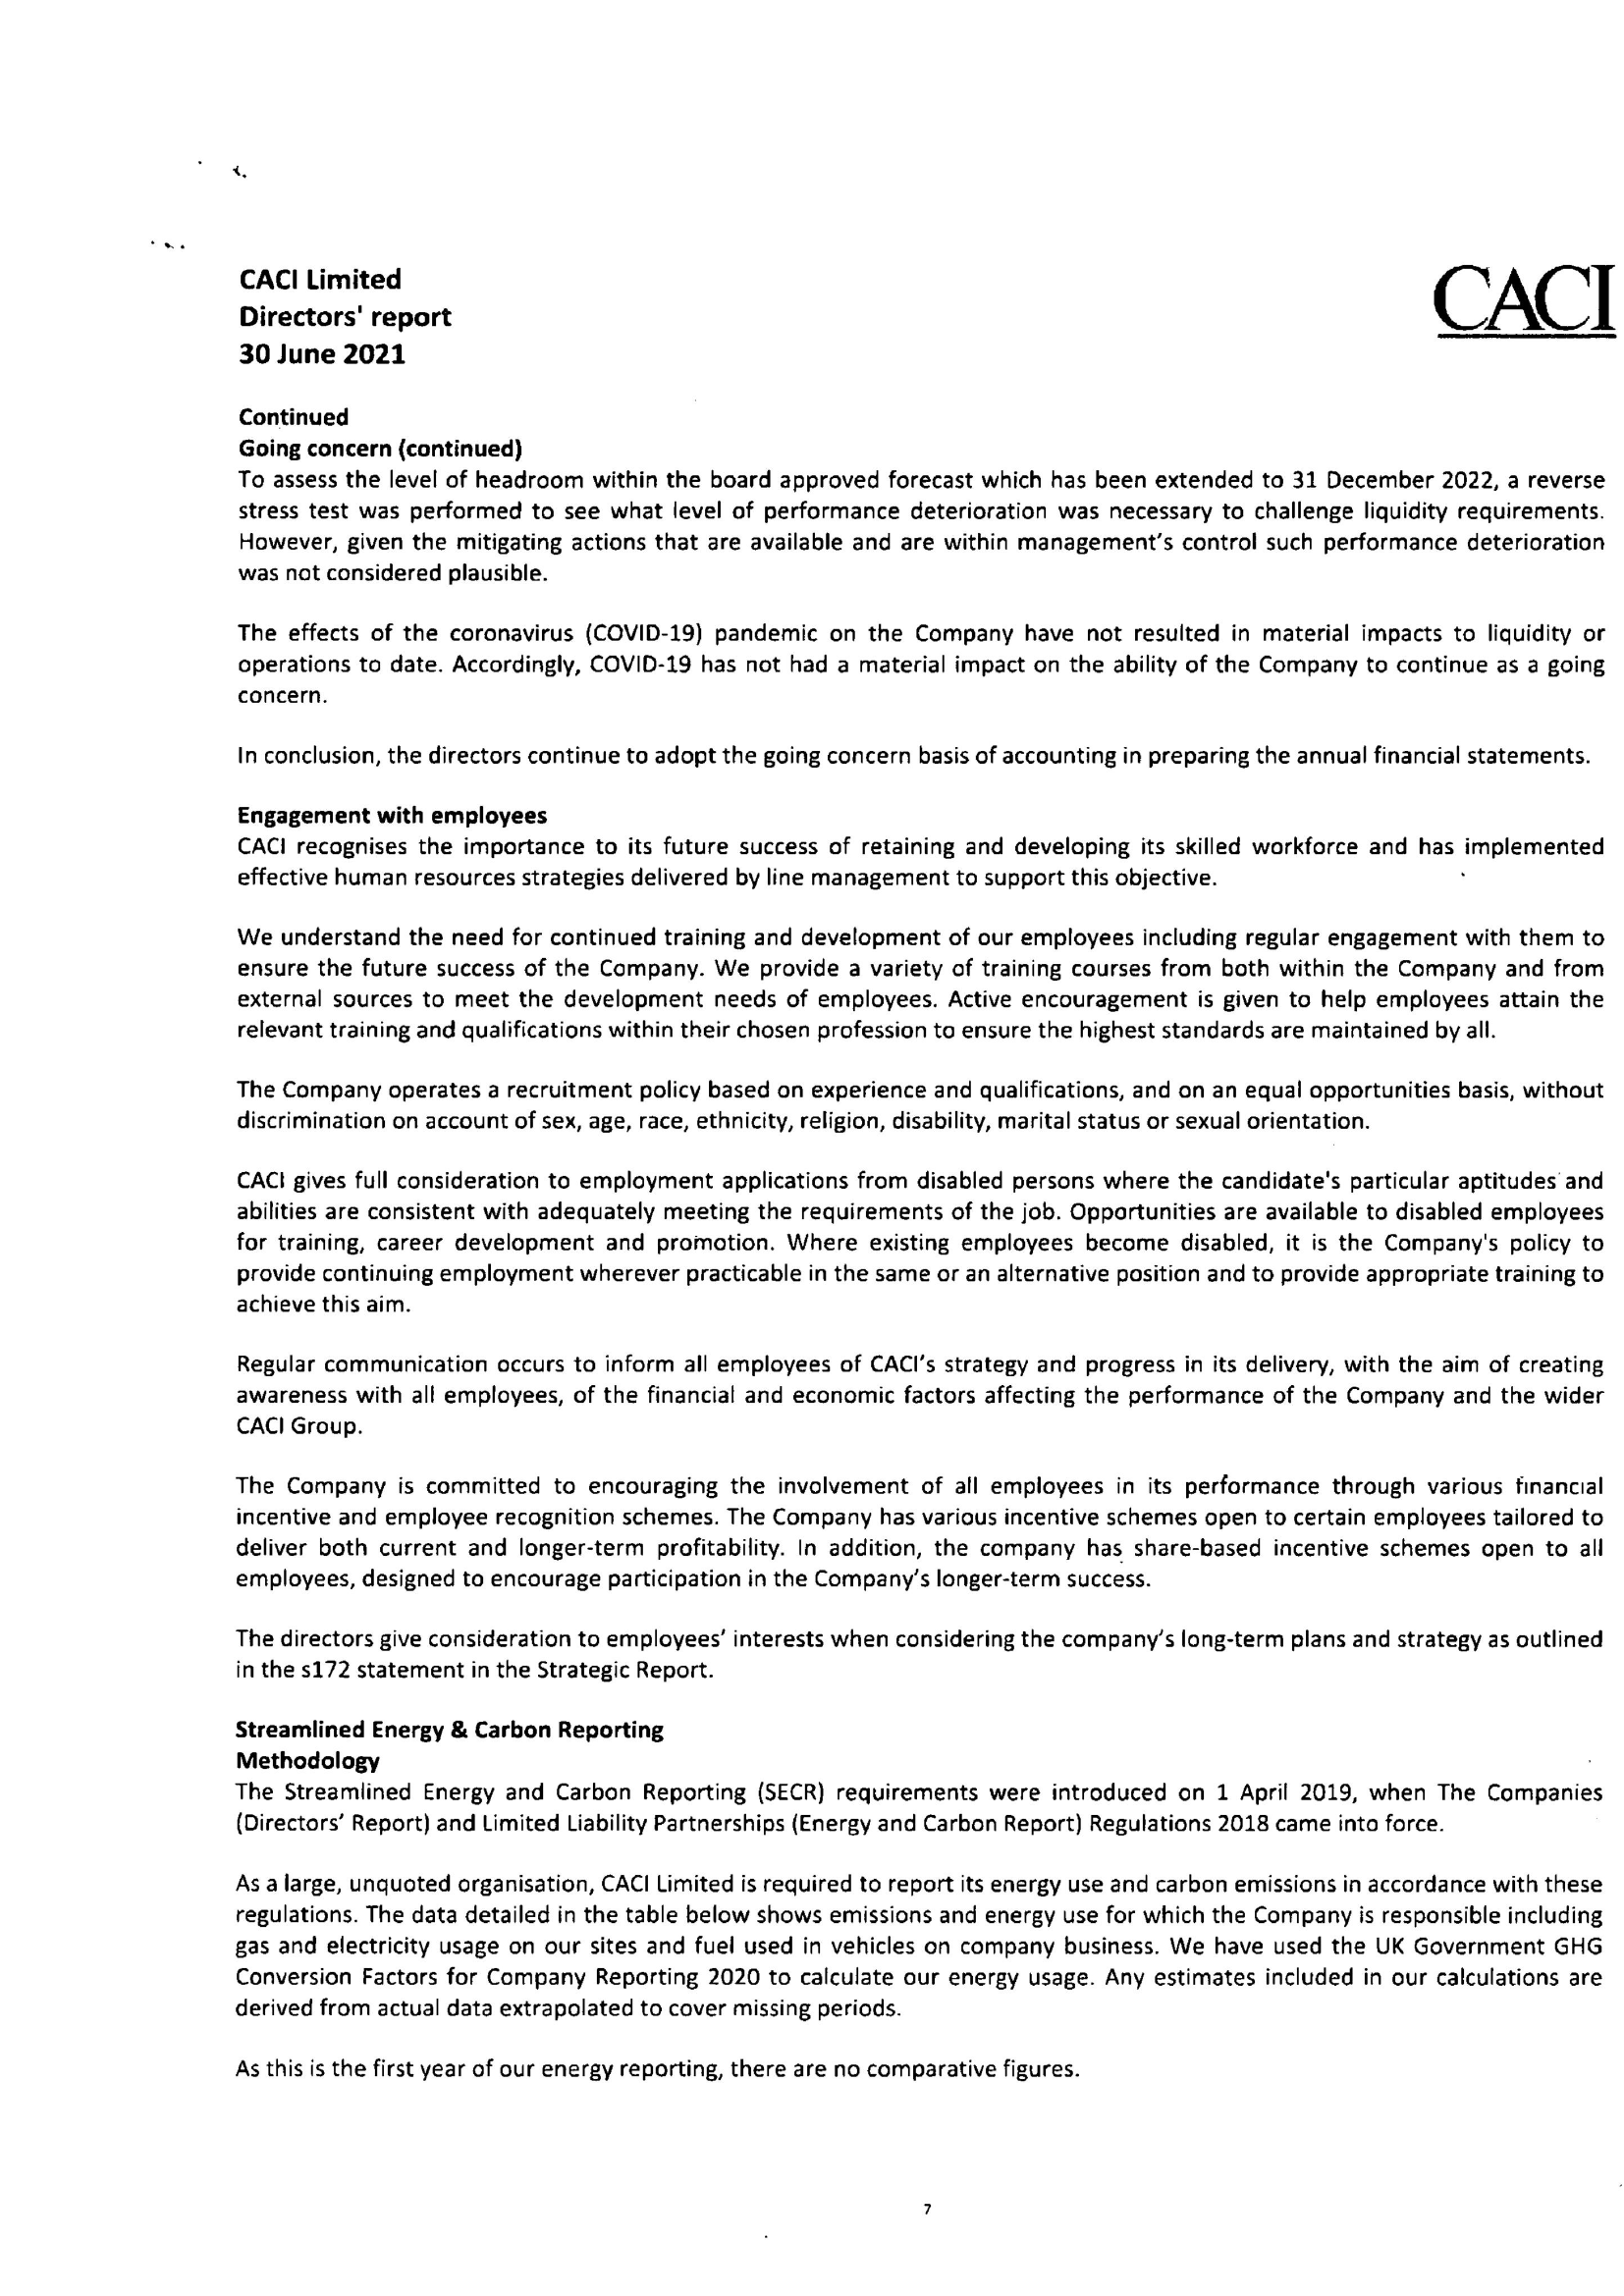 CACI Limited
Directors' report
30 June 2021
CACI
Continued
Going concern (continued)
To assess the level of headroom within the board approved forecast which has been extended to 31 December 2022, a reverse
stress test was performed to see what level of performance deterioration was necessary to challenge liquidity requirements.
However, given the mitigating actions that are available and are within management's control such performance deterioration
was not considered plausible.
The effects of the coronavirus (COVID-19) pandemic on the Company have not resulted in material impacts to liquidity or
operations to date. Accordingly, COVID-19 has not had a material impact on the ability of the Company to continue as a going
concern.
In conclusion, the directors continue to adopt the going concern basis of accounting in preparing the annual financial statements.
Engagement with employees
CACI recognises the importance to its future success of retaining and developing its skilled workforce and has implemented
effective human resources strategies delivered by line management to support this objective.
We understand the need for continued training and development of our employees including regular engagement with them to
ensure the future success of the Company. We provide a variety of training courses from both within the Company and from
external sources to meet the development needs of employees. Active encouragement is given to help employees attain the
relevant training and qualifications within their chosen profession to ensure the highest standards are maintained by all.
The Company operates a recruitment policy based on experience and qualifications, and on an equal opportunities basis, without
discrimination on account of sex, age, race, ethnicity, religion, disability, marital status or sexual orientation.
CACI gives full consideration to employment applications from disabled persons where the candidate's particular aptitudes and
abilities are consistent with adequately meeting the requirements of the job. Opportunities are available to disabled employees
for training, career development and promotion. Where existing employees become disabled, it is the Company's policy to
provide continuing employment wherever practicable in the same or an alternative position and to provide appropriate training to
achieve this aim.
Regular communication occurs to inform all employees of CACI's strategy and progress in its delivery, with the aim of creating
awareness with all employees, of the financial and economic factors affecting the performance of the Company and the wider
CACI Group.
The Company is committed to encouraging the involvement of all employees in its performance through various financial
incentive and employee recognition schemes. The Company has various incentive schemes open to certain employees tailored to
deliver both current and longer-term profitability. In addition, the company has share-based incentive schemes open to all
employees, designed to encourage participation in the Company's longer-term success.
The directors give consideration to employees' interests when considering the company's long-term plans and strategy as outlined
in the s172 statement in the Strategic Report.
Streamlined Energy & Carbon Reporting
Methodology
The Streamlined Energy and Carbon Reporting (SECR) requirements were introduced on 1 April 2019, when The Companies
(Directors' Report) and Limited Liability Partnerships (Energy and Carbon Report) Regulations 2018 came into force.
As a large, unquoted organisation, CACI Limited is required to report its energy use and carbon emissions in accordance with these
regulations. The data detailed in the table below shows emissions and energy use for which the Company is responsible including
gas and electricity usage on our sites and fuel used in vehicles on company business. We have used the UK Government GHG
Conversion Factors for Company Reporting 2020 to calculate our energy usage. Any estimates included in our calculations are
derived from actual data extrapolated to cover missing periods.
As this is the first year of our energy reporting, there are no comparative figures.
7